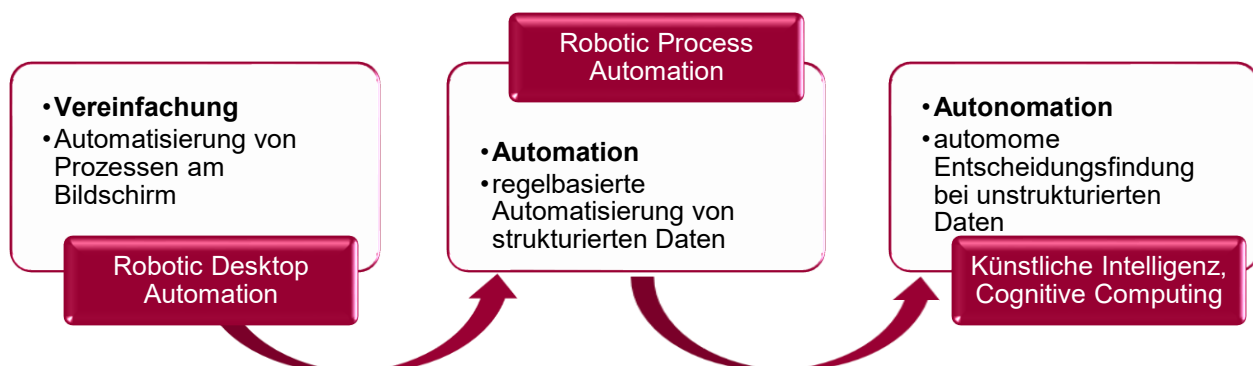 •Vereinfachung
•Automatisierung von
Prozessen am
Bildschirm
Robotic Desktop
Automation
Robotic Process
Automation
•Automation
•regelbasierte
Automatisierung von
strukturierten Daten
•Autonomation
•automome
Entscheidungsfindung
bei unstrukturierten
Daten
Künstliche Intelligenz,
Cognitive Computing